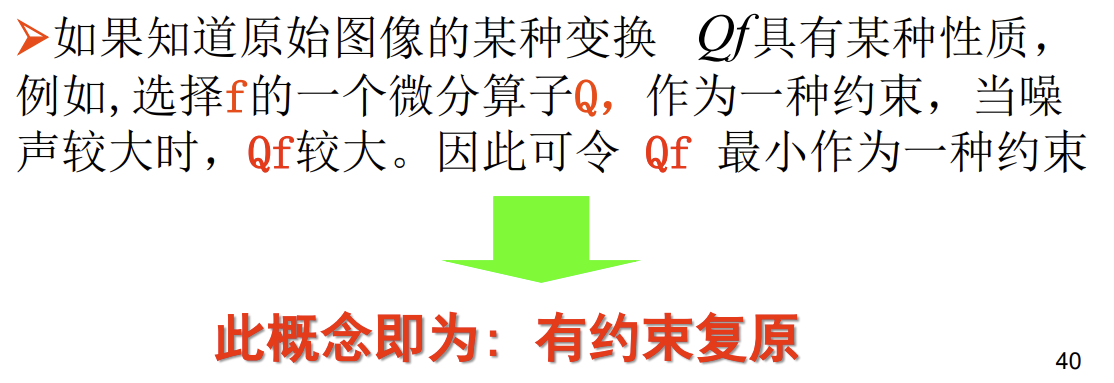 ➢如果知道原始图像的某种变换 Qf具有某种性质，
例如,选择f的一个微分算子Q，作为一种约束，当噪
声较大时，Qf较大。因此可令 Qf 最小作为一种约束
此概念即为：有约束复原
40